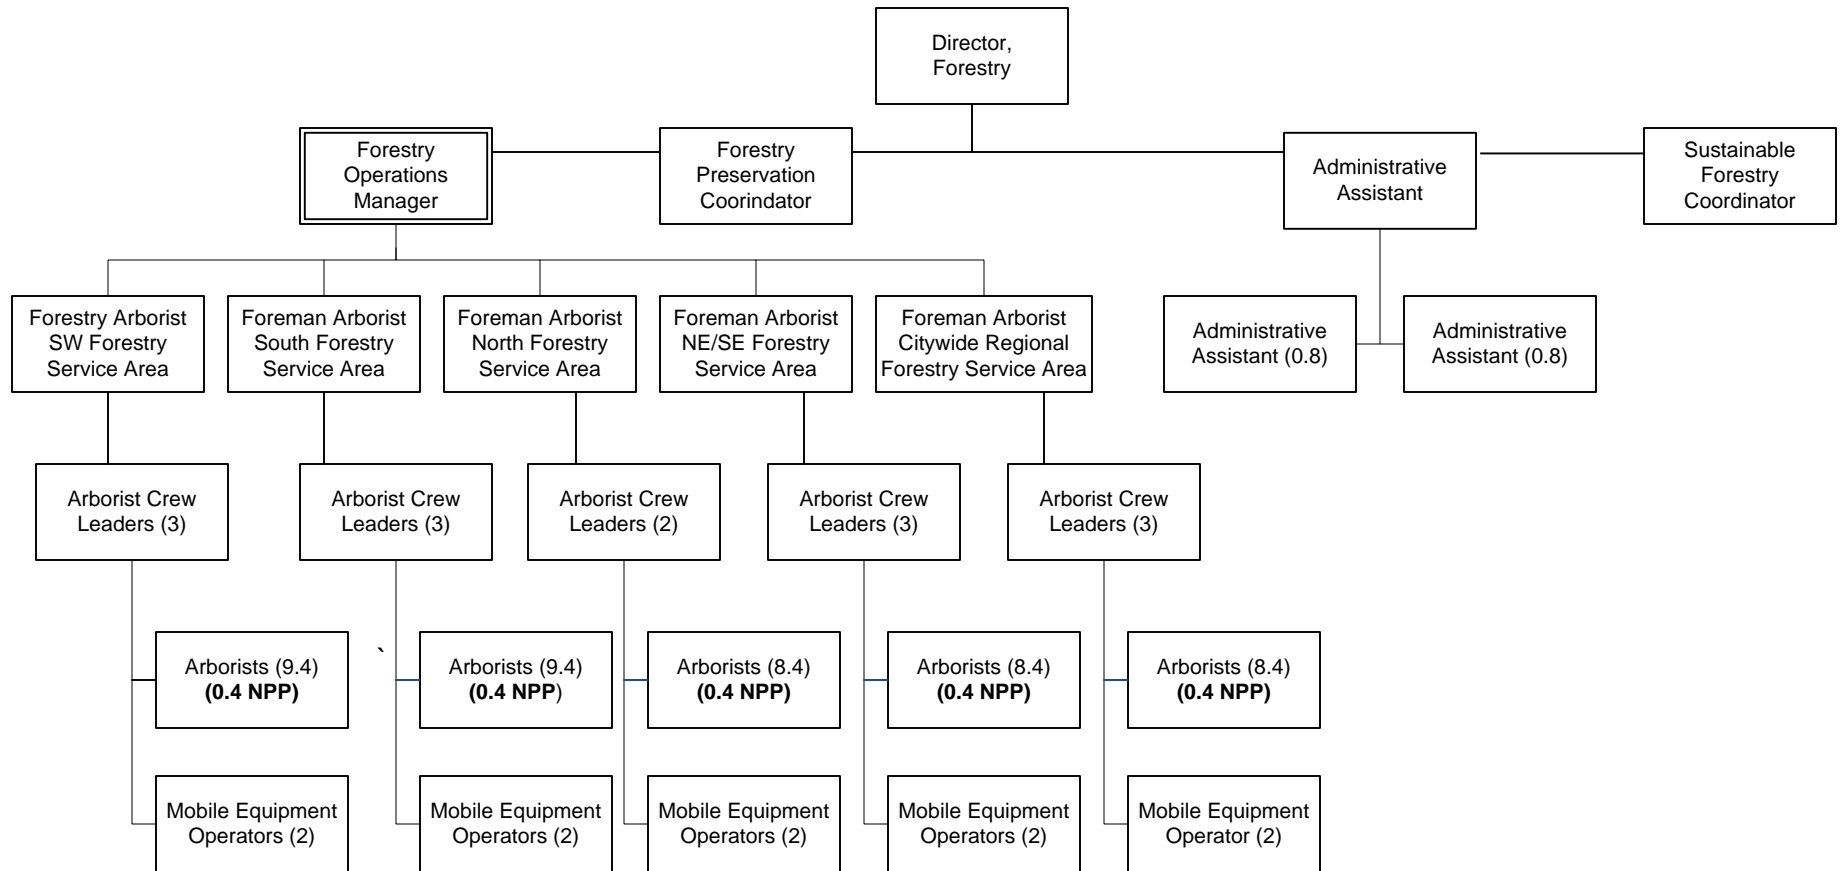 Director,
Forestry
Forestry
Operations
Manager
Forestry
Preservation
Coorindator
Administrative
Assistant
Sustainable
Forestry
Coordinator
Forestry Arborist
SW Forestry
Service Area
Foreman Arborist
South Forestry
Service Area
Foreman Arborist
North Forestry
Service Area
Foreman Arborist
NE/SE Forestry
Service Area
Foreman Arborist
Citywide Regional
Forestry Service Area
Administrative
Assistant (0.8)
Administrative
Assistant (0.8)
Arborist Crew
Leaders (3)
Arborist Crew
Leaders (3)
Arborist Crew
Leaders (2)
Arborist Crew
Leaders (3)
Arborist Crew
Leaders (3)
Arborists (9.4)
(0.4 NPP)
`
Arborists (9.4)
(0.4 NPP)
Arborists (8.4)
(0.4 NPP)
Arborists (8.4)
(0.4 NPP)
Arborists (8.4)
(0.4 NPP)
Mobile Equipment
Operators (2)
Mobile Equipment
Operators (2)
Mobile Equipment
Operators (2)
Mobile Equipment
Operators (2)
Mobile Equipment
Operator (2)